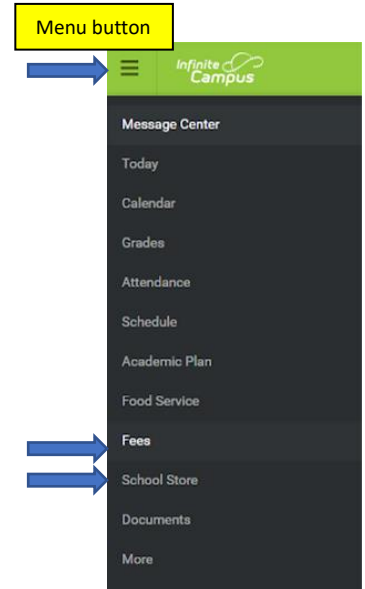 Menu button
Infinite
Campus
Message Center
Today
Calendar
Grades
Attendance
Schedule
Academic Plan
Food Service
Fees
School Store
Documents
More